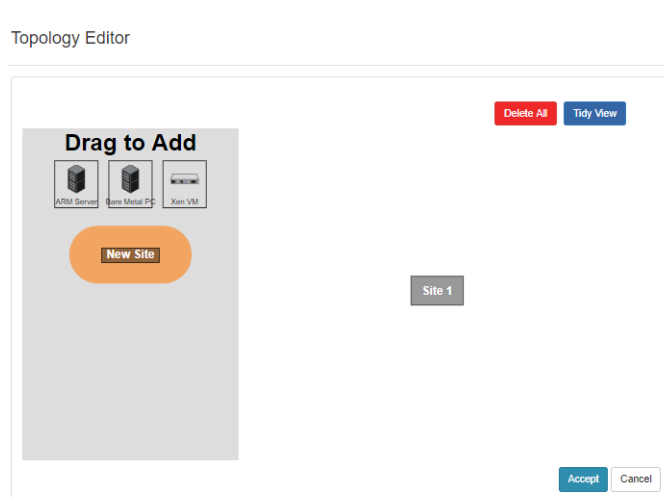 Topology Editor
Delete All
Tidy View
Drag to Add
ARM Server
Bare Metal PC
Xen VM
New Site
Site 1
Accept
Cancel